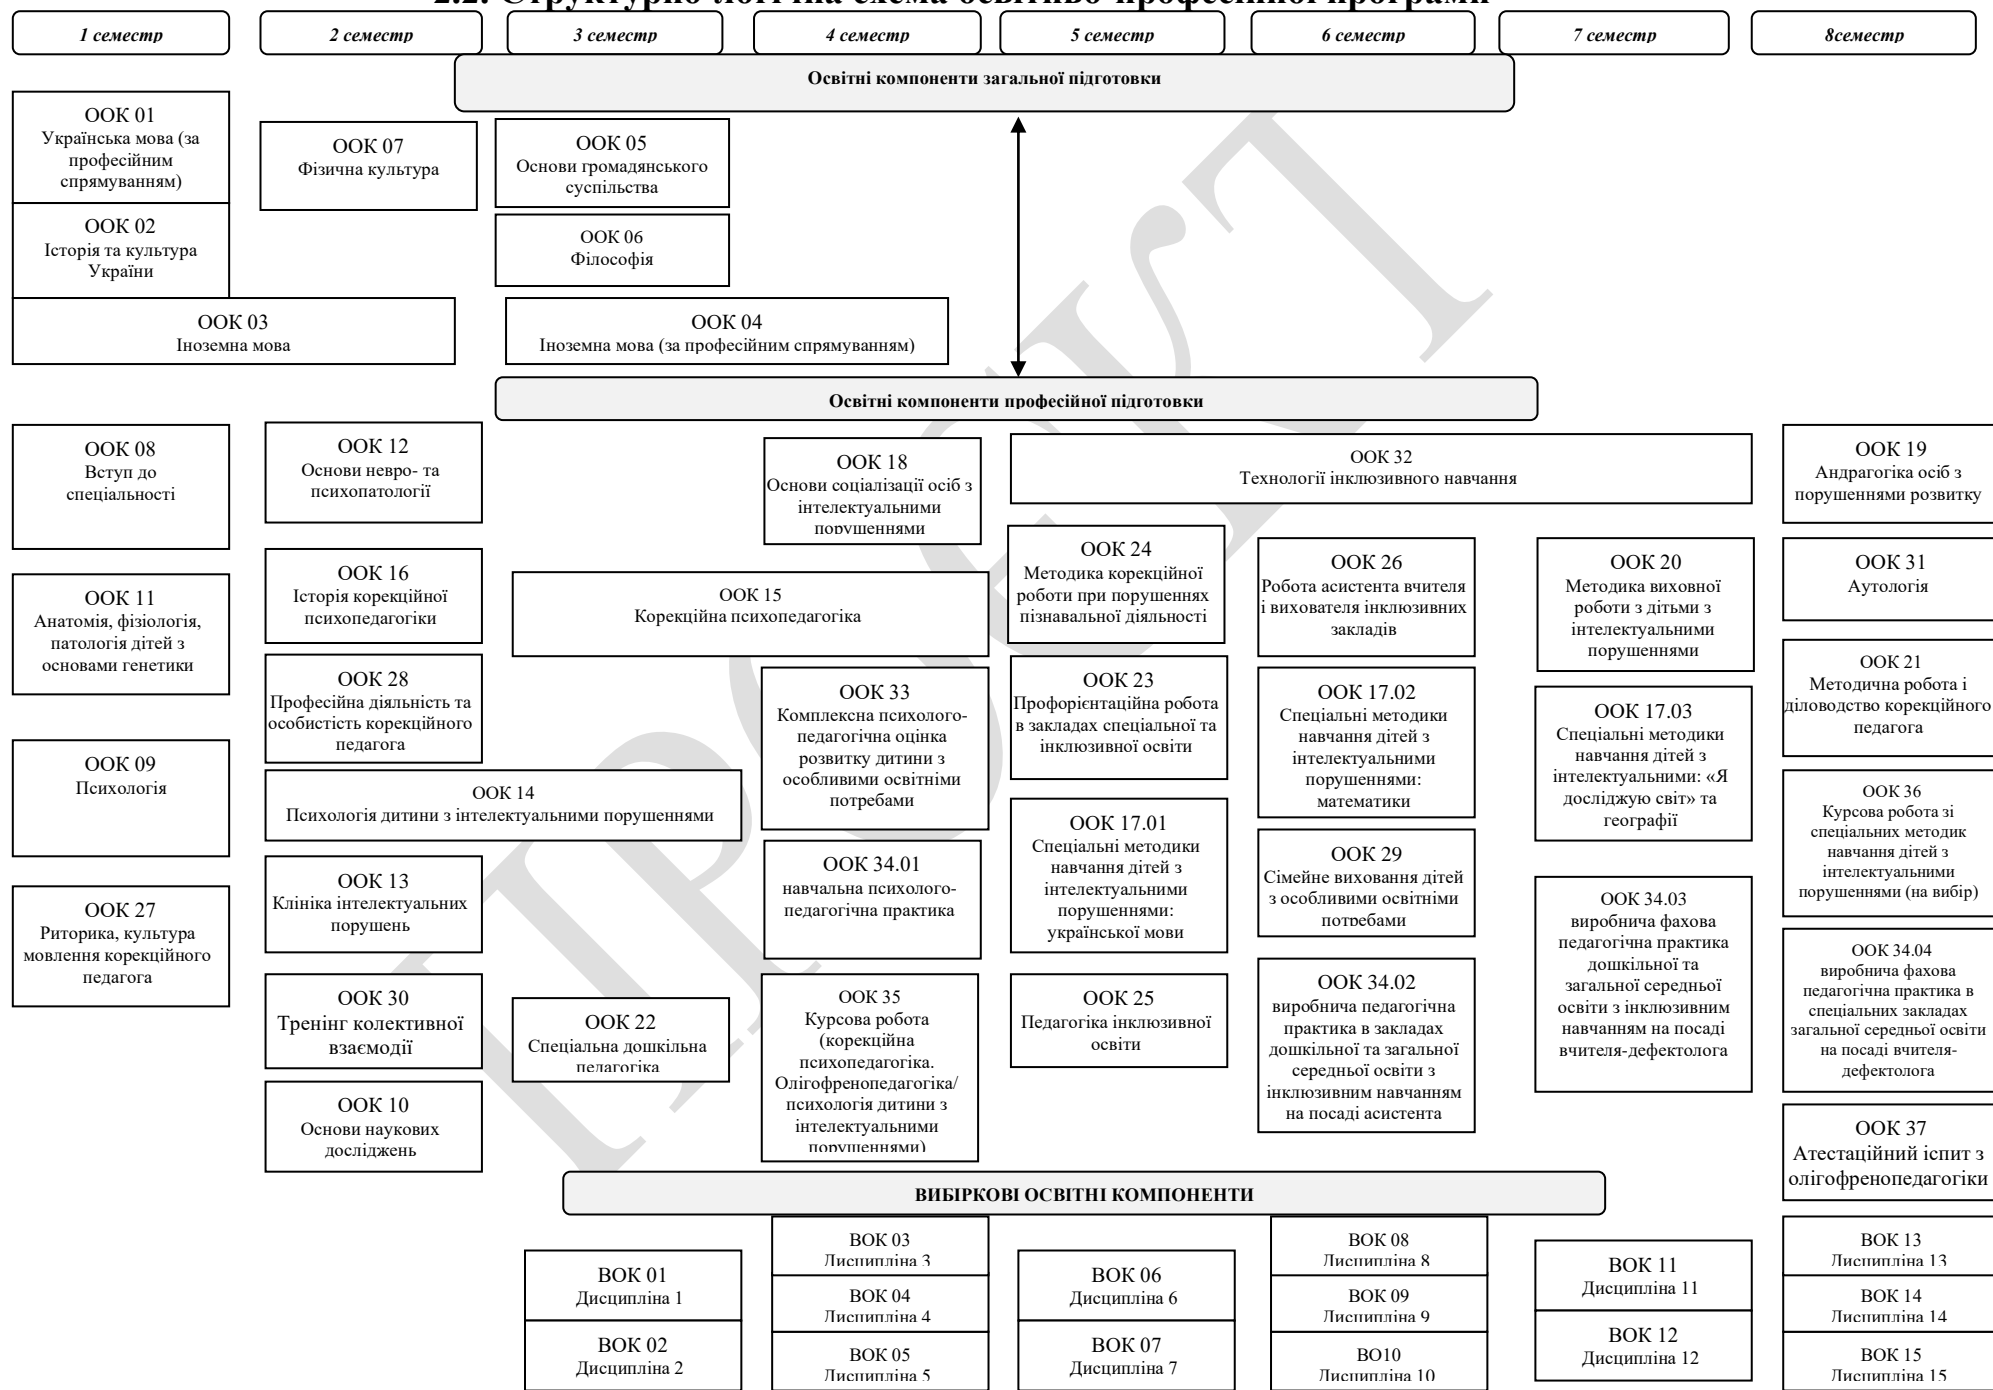 2.2. Структурно-логічна схема освітньо-професійної програми
1 семестр
2 семестр
3 семестр
4 семестр
5 семестр
6 семестр
7 семестр
8семестр
Освітні компоненти загальної підготовки
ООК 01
Українська мова (за
професійним
спрямуванням)
ООК 07
Фізична культура
ООК 05
Основи громадянського
суспільства
ООК 02
Історія та культура
України
ООК 06
Філософія
ООК 03
Іноземна мова
ООК 04
Іноземна мова (за професійним спрямуванням)
Освітні компоненти професійної підготовки
ООК 08
Вступ до
спеціальності
ООК 11
Анатомія, фізіологія,
патологія дітей з
основами генетики
ООК 09
Психологія
ООК 27
Риторика, культура
мовлення корекційного
педагога
ООК 12
Основи невро- та
психопатології
ООК 16
Історія корекційної
психопедагогіки
ООК 28
Професійна діяльність та
особистість корекційного
педагога
ООК 14
Психологія дитини з інтелектуальними порушеннями
ООК 13
Клініка інтелектуальних
порушень
ООК 30
Тренінг колективної
взаємодії
ООК 10
Основи наукових
досліджень
ООК 15
Корекційна психопедагогіка
ООК 22
Спеціальна дошкільна
педагогіка
ООК 18
Основи соціалізації осіб з
інтелектуальними
порушеннями
ООК 33
Комплексна психолого-
педагогічна оцінка
розвитку дитини з
особливими освітніми
потребами
ООК 34.01
навчальна психолого-
педагогічна практика
ООК 35
Курсова робота
(корекційна
психопедагогіка.
Олігофренопедагогіка/
психологія дитини з
інтелектуальними
порушеннями)
ООК 32
Технології інклюзивного навчання
ООК 24
Методика корекційної
роботи при порушеннях
пізнавальної діяльності
ООК 23
Профорієнтаційна робота
в закладах спеціальної та
інклюзивної освіти
ООК 17.01
Спеціальні методики
навчання дітей з
інтелектуальними
порушеннями:
української мови
ООК 25
Педагогіка інклюзивної
освіти
ООК 26
Робота асистента вчителя
і вихователя інклюзивних
закладів
ООК 17.02
Спеціальні методики
навчання дітей з
інтелектуальними
порушеннями:
математики
ООК 29
Сімейне виховання дітей
з особливими освітніми
потребами
ООК 34.02
виробнича педагогічна
практика в закладах
дошкільної та загальної
середньої освіти з
інклюзивним навчанням
на посаді асистента
ООК 20
Методика виховної
роботи з дітьми з
інтелектуальними
порушеннями
ООК 17.03
Спеціальні методики
навчання дітей з
інтелектуальними: «Я
досліджую світ» та
географії
ООК 34.03
виробнича фахова
педагогічна практика
дошкільної та
загальної середньої
освіти з інклюзивним
навчанням на посаді
вчителя-дефектолога
ООК 19
Андрагогіка осіб з
порушеннями розвитку
ООК 31
Аутологія
ООК 21
Методична робота і
діловодство корекційного
педагога
ООК 36
Курсова робота зі
спеціальних методик
навчання дітей з
інтелектуальними
порушеннями (на вибір)
ООК 34.04
виробнича фахова
педагогічна практика в
спеціальних закладах
загальної середньої освіти
на посаді вчителя-
дефектолога
ООК 37
Атестаційний іспит з
олігофренопедагогіки
ВИБІРКОВІ ОСВІТНІ КОМПОНЕНТИ
ВОК 01
Дисципліна 1
ВОК 02
Дисципліна 2
ВОК 03
Дисципліна 3
ВОК 04
Дисципліна 4
ВОК 05
Дисципліна 5
ВОК 06
Дисципліна 6
ВОК 07
Дисципліна 7
ВОК 08
Дисципліна 8
ВОК 09
Дисципліна 9
ВО10
Дисципліна 10
ВОК 11
Дисципліна 11
ВОК 12
Дисципліна 12
ВОК 13
Дисципліна 13
ВОК 14
Дисципліна 14
ВОК 15
Дисципліна 15
ПРОЄКТ